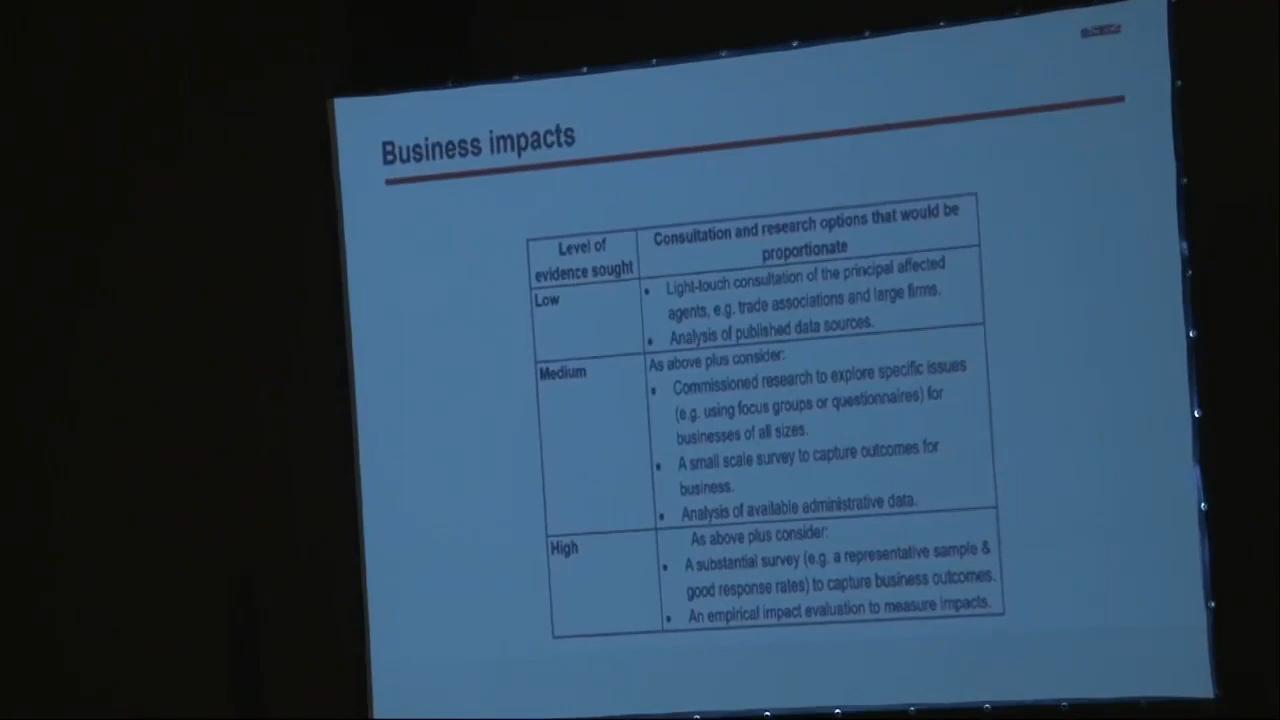 Business impacts
Level of
evidence sought
Consultation and research options that would be
proportionate
Low
• Light-touch consultation of the principal affected
agents, e.g. trade associations and large firms.
• Analysis of published data sources.
Medium
As above plus consider:
• Commissioned research to explore specific issues
(e.g. using focus groups or questionnaires) for
businesses of all sizes.
• A small scale survey to capture outcomes for
business.
• Analysis of available administrative data.
High
As above plus consider:
• A substantial survey (e.g. a representative sample &
good response rates) to capture business outcomes.
• An empirical impact evaluation to measure impacts.